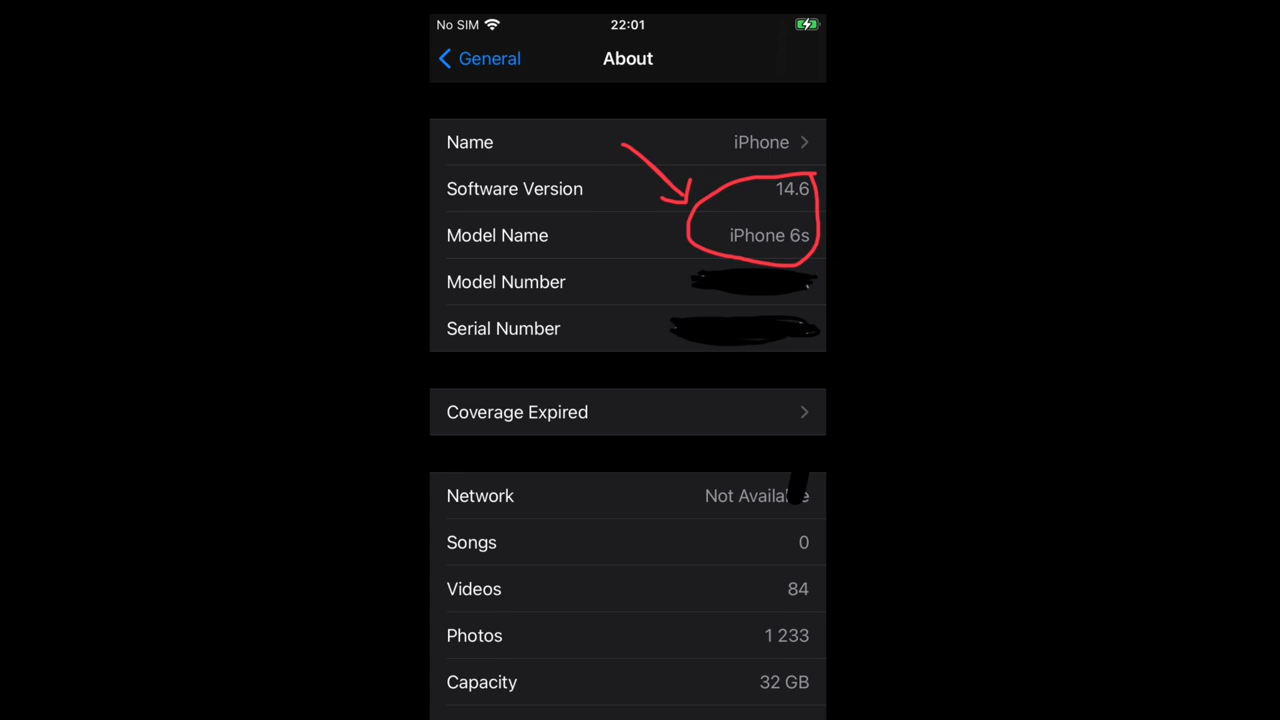 No SIM 22:01
General About
Name iPhone
Software Version 14.6
Model Name iPhone 6s
Model Number
Serial Number
Coverage Expired
Network Not Available
Songs 0
Videos 84
Photos 1 233
Capacity 32 GB